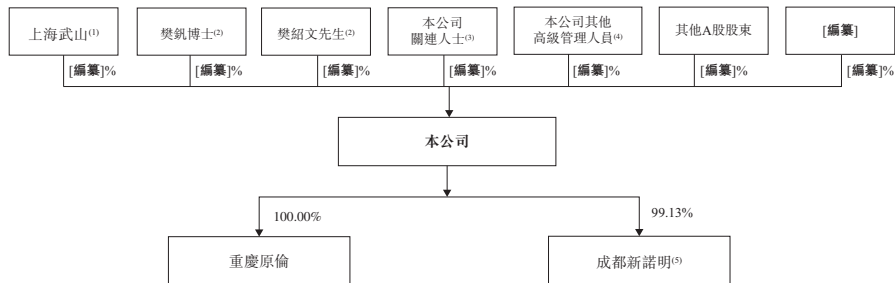 上海武山(1)
樊釩博士(2)
樊紹文先生(2)
本公司
關連人士(3)
本公司其他
高級管理人員(4)
其他A股股東
[編纂]
[編纂]%
[編纂]%
[編纂]%
[編纂]%
[編纂]%
[編纂]%
[編纂]%
本公司
100.00%
99.13%
重慶原倫
成都新諾明(5)